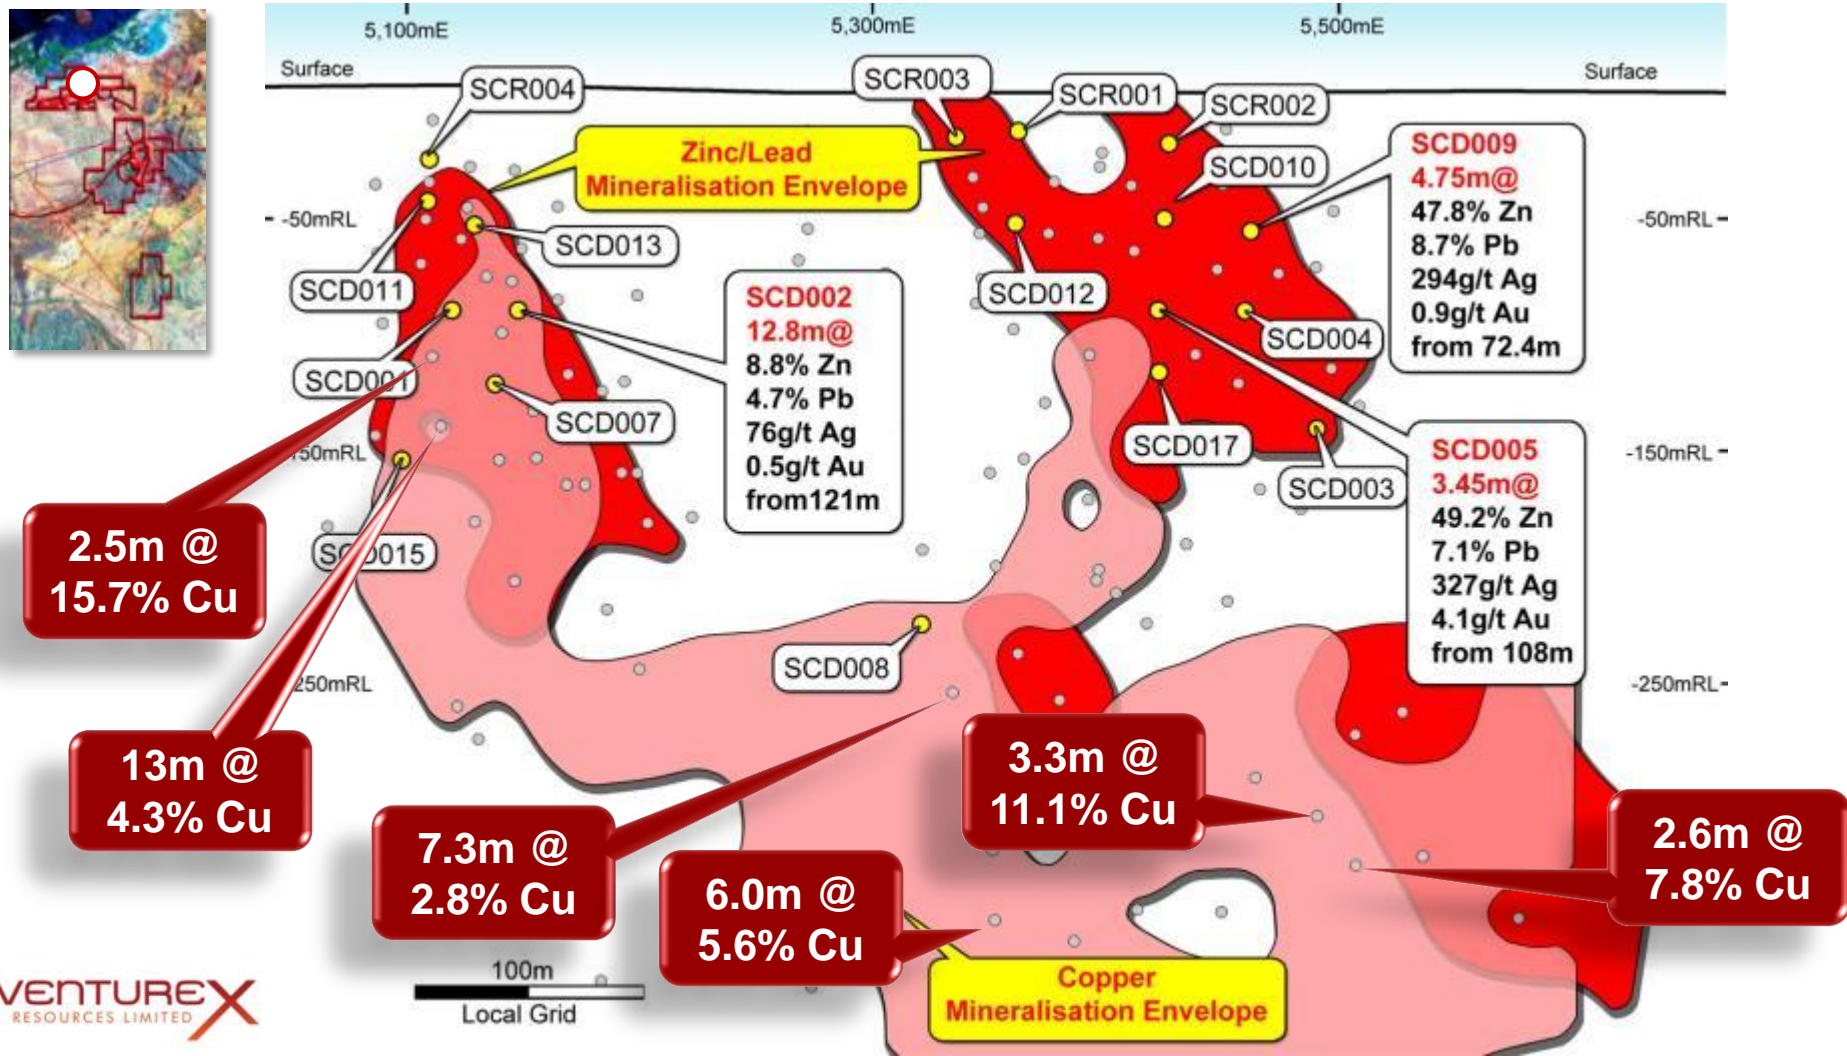 5,100mE
5,300mE
5,500mE
Surface
Surface
SCR004
SCR003
SCR001
SCR002
Zinc/Lead
Mineralisation Envelope
SCD010
SCD009
4.75m@
47.8% Zn
8.7% Pb
294g/t Ag
0.9g/t Au
from 72.4m
-50mRL
-50mRL
SCD013
SCD011
SCD012
SCD002
12.8m@
8.8% Zn
4.7% Pb
76g/t Ag
0.5g/t Au
from121m
SCD004
SCD001
SCD007
SCD017
SCD003
150mRL
-150mRL
SCD005
3.45m@
49.2% Zn
7.1% Pb
327g/t Ag
4.1g/t Au
from 108m
2.5m @
15.7% Cu
SCD015
SCD008
250mRL
-250mRL
13m @
4.3% Cu
7.3m @
2.8% Cu
3.3m @
11.1% Cu
6.0m @
5.6% Cu
2.6m @
7.8% Cu
Copper
Mineralisation Envelope
100m
Local Grid
VENTUREX
RESOURCES LIMITED